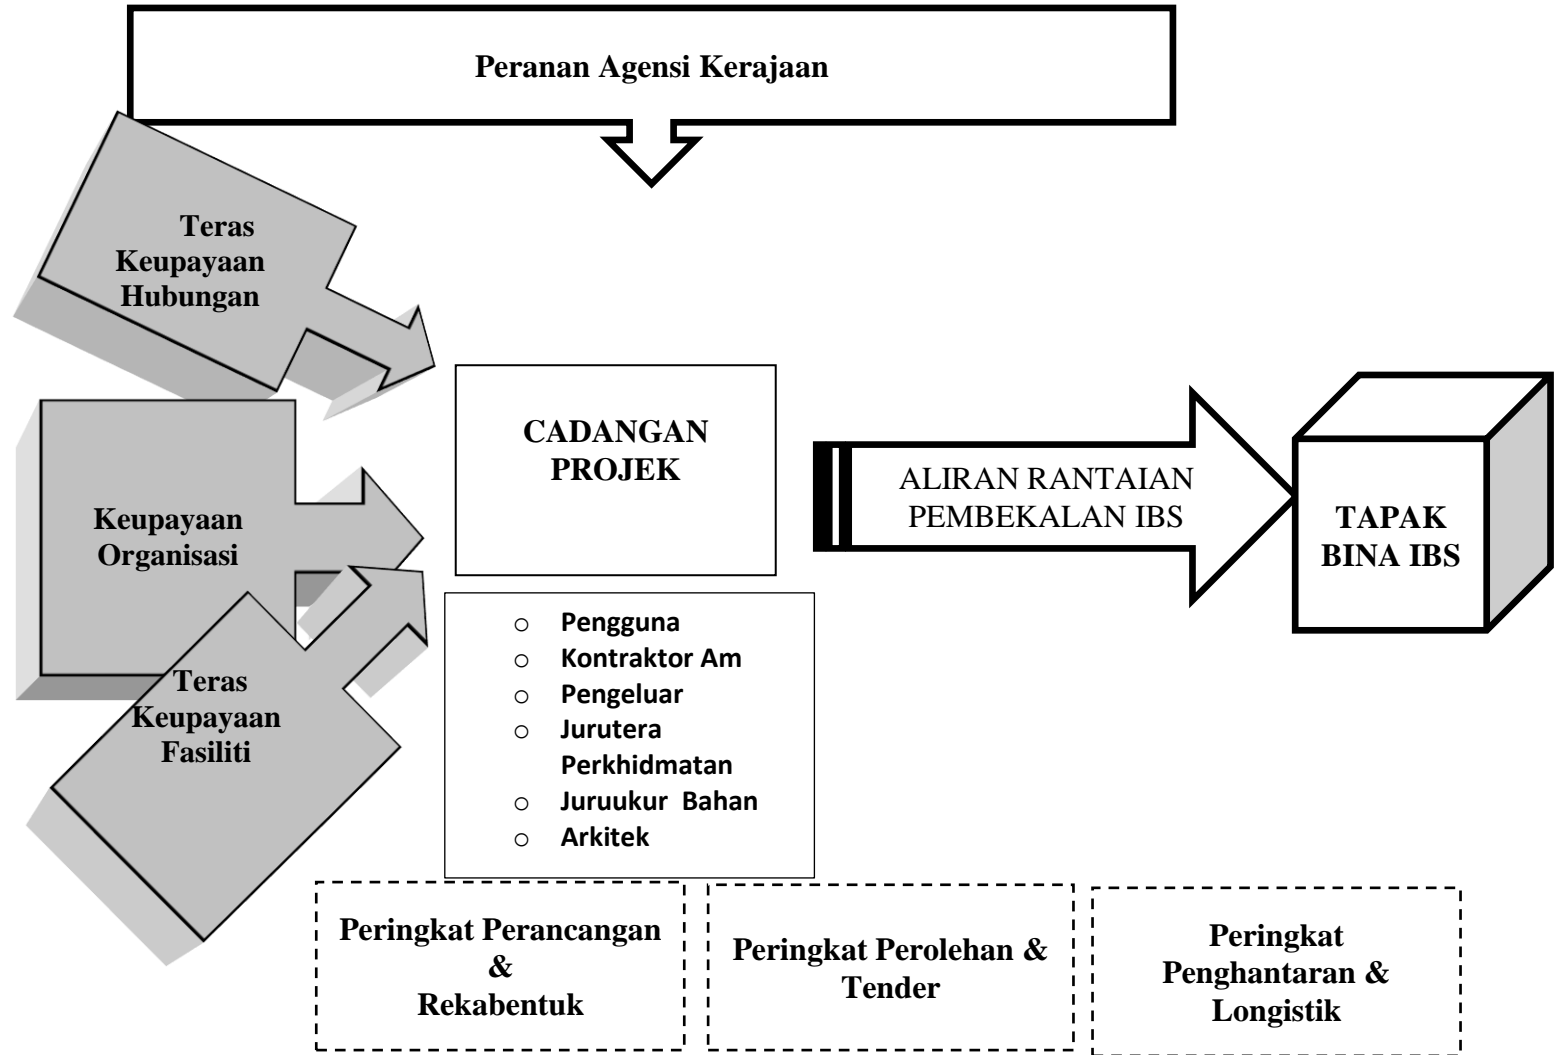 Peranan Agensi Kerajaan
Teras
Keupayaan
Hubungan
CADANGAN
PROJEK
ALIRAN RANTAIAN
PEMBEKALAN IBS
TAPAK
BINA IBS
Keupayaan
Organisasi
Teras
Keupayaan
Fasiliti
o Pengguna
o Kontraktor Am
o Pengeluar
o Jurutera
Perkhidmatan
o Juruukur Bahan
o Arkitek
Peringkat Perancangan
&
Rekabentuk
Peringkat Perolehan &
Tender
Peringkat
Penghantaran &
Longistik